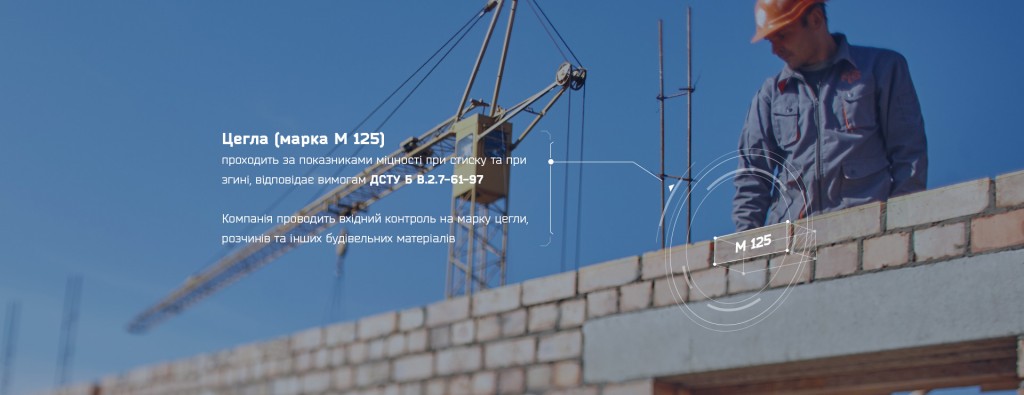 Цегла (марка М 125)
проходить за показниками міцності при стиску та при
згині, відповідає вимогам ДСТУ Б В.2.7-61-97
Компанія проводить вхідний контроль на марку цегли,
розчинів та інших будівельних матеріалів
М 125